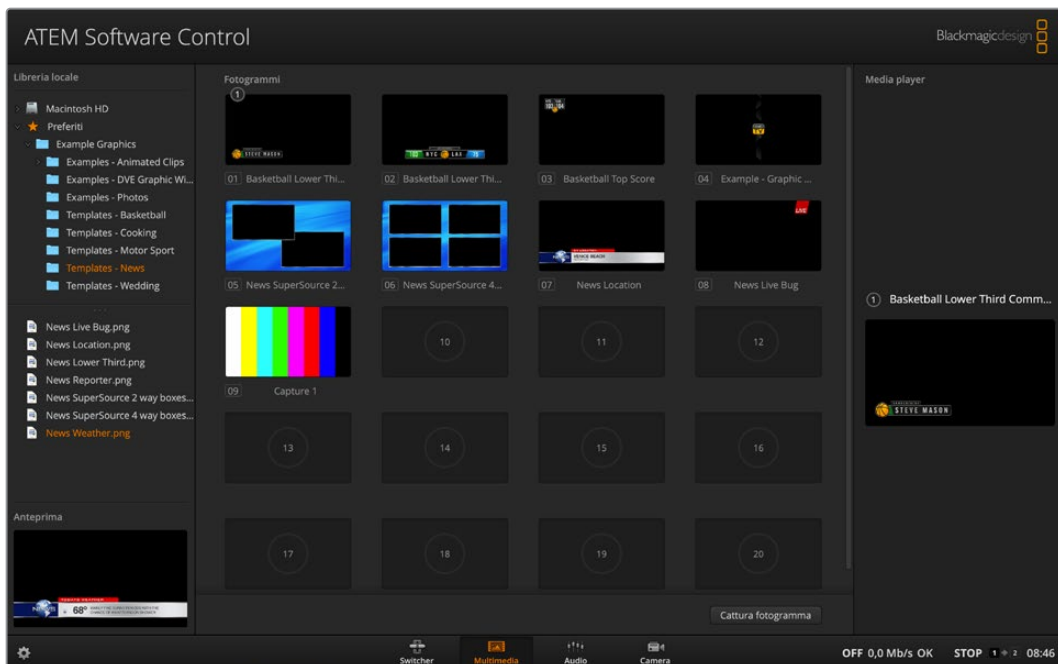 ATEM Software Control
Blackmagicdesign
Libreria locale
Macintosh HD
Preferiti
Example Graphics
Examples - Animated Clips
Examples - DVE Graphic Wi...
Examples - Photos
Templates - Basketball
Templates - Cooking
Templates - Motor Sport
Templates - News
Templates - Wedding
News Live Bug.png
News Location.png
News Lower Third.png
News Reporter.png
News SuperSource 2 way boxes...
News SuperSource 4 way boxes...
News Weather.png
Anteprima
NEWS
68°
Fotogrammi
1
STEVE MASON
NYC LAS
TV
01 Basketball Lower Thi...
02 Basketball Lower Thi...
03 Basketball Top Score
04 Example - Graphic ...
LIVE
05 News SuperSource 2...
06 News SuperSource 4...
07 News Location
08 News Live Bug
10
11
12
09 Capture 1
13
14
15
16
17
18
19
20
Cattura fotogramma
Media player
1 Basketball Lower Third Comm...
STEVE MASON
Switcher
Multimedia
Audio
Camera
OFF 0,0 Mb/s OK STOP 1 2 08:46